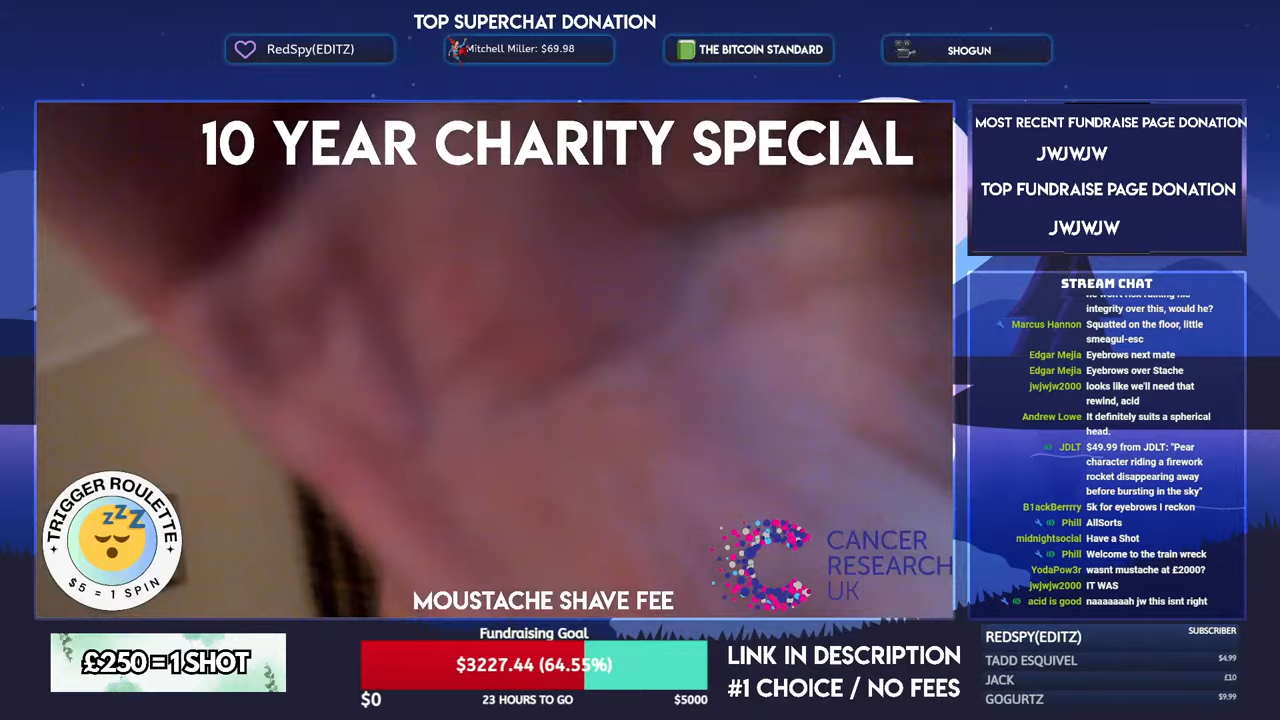 TOP SUPERCHAT DONATION
RedSpy(EDITZ)
Mitchell Miller: $69.98
THE BITCOIN STANDARD
SHOGUN
10 YEAR CHARITY SPECIAL
MOST RECENT FUNDRAISE PAGE DONATION
JWJWJW
TOP FUNDRAISE PAGE DONATION
JWJWJW
STREAM CHAT
integrity over this, would he?
Marcus Hannon Squatted on the floor, little
smeagul-esc
Edgar Mejia Eyebrows next mate
Edgar Mejia Eyebrows over Stache
jwjwjw2000 looks like we'll need that
rewind, acid
Andrew Lowe It definitely suits a spherical
head.
JDLT $49.99 from JDLT: "Pear
character riding a firework
rocket disappearing away
before bursting in the sky"
B1ackBerrrry 5k for eyebrows I reckon
Phill AllSorts
midnightsocial Have a Shot
Phill Welcome to the train wreck
YodaPow3r wasnt mustache at £2000?
jwjwjw2000 IT WAS
acid is good naaaaaaah jw this isnt right
TRIGGER ROULETTE
zzz
$5 = 1 SPIN
CANCER
RESEARCH
UK
MOUSTACHE SHAVE FEE
£250 = 1 SHOT
Fundraising Goal
$3227.44 (64.55%)
$0
23 HOURS TO GO
$5000
LINK IN DESCRIPTION
#1 CHOICE / NO FEES
REDSPY(EDITZ) SUBSCRIBER
TADD ESQUIVEL $4.99
JACK £10
GOGURTZ $9.99